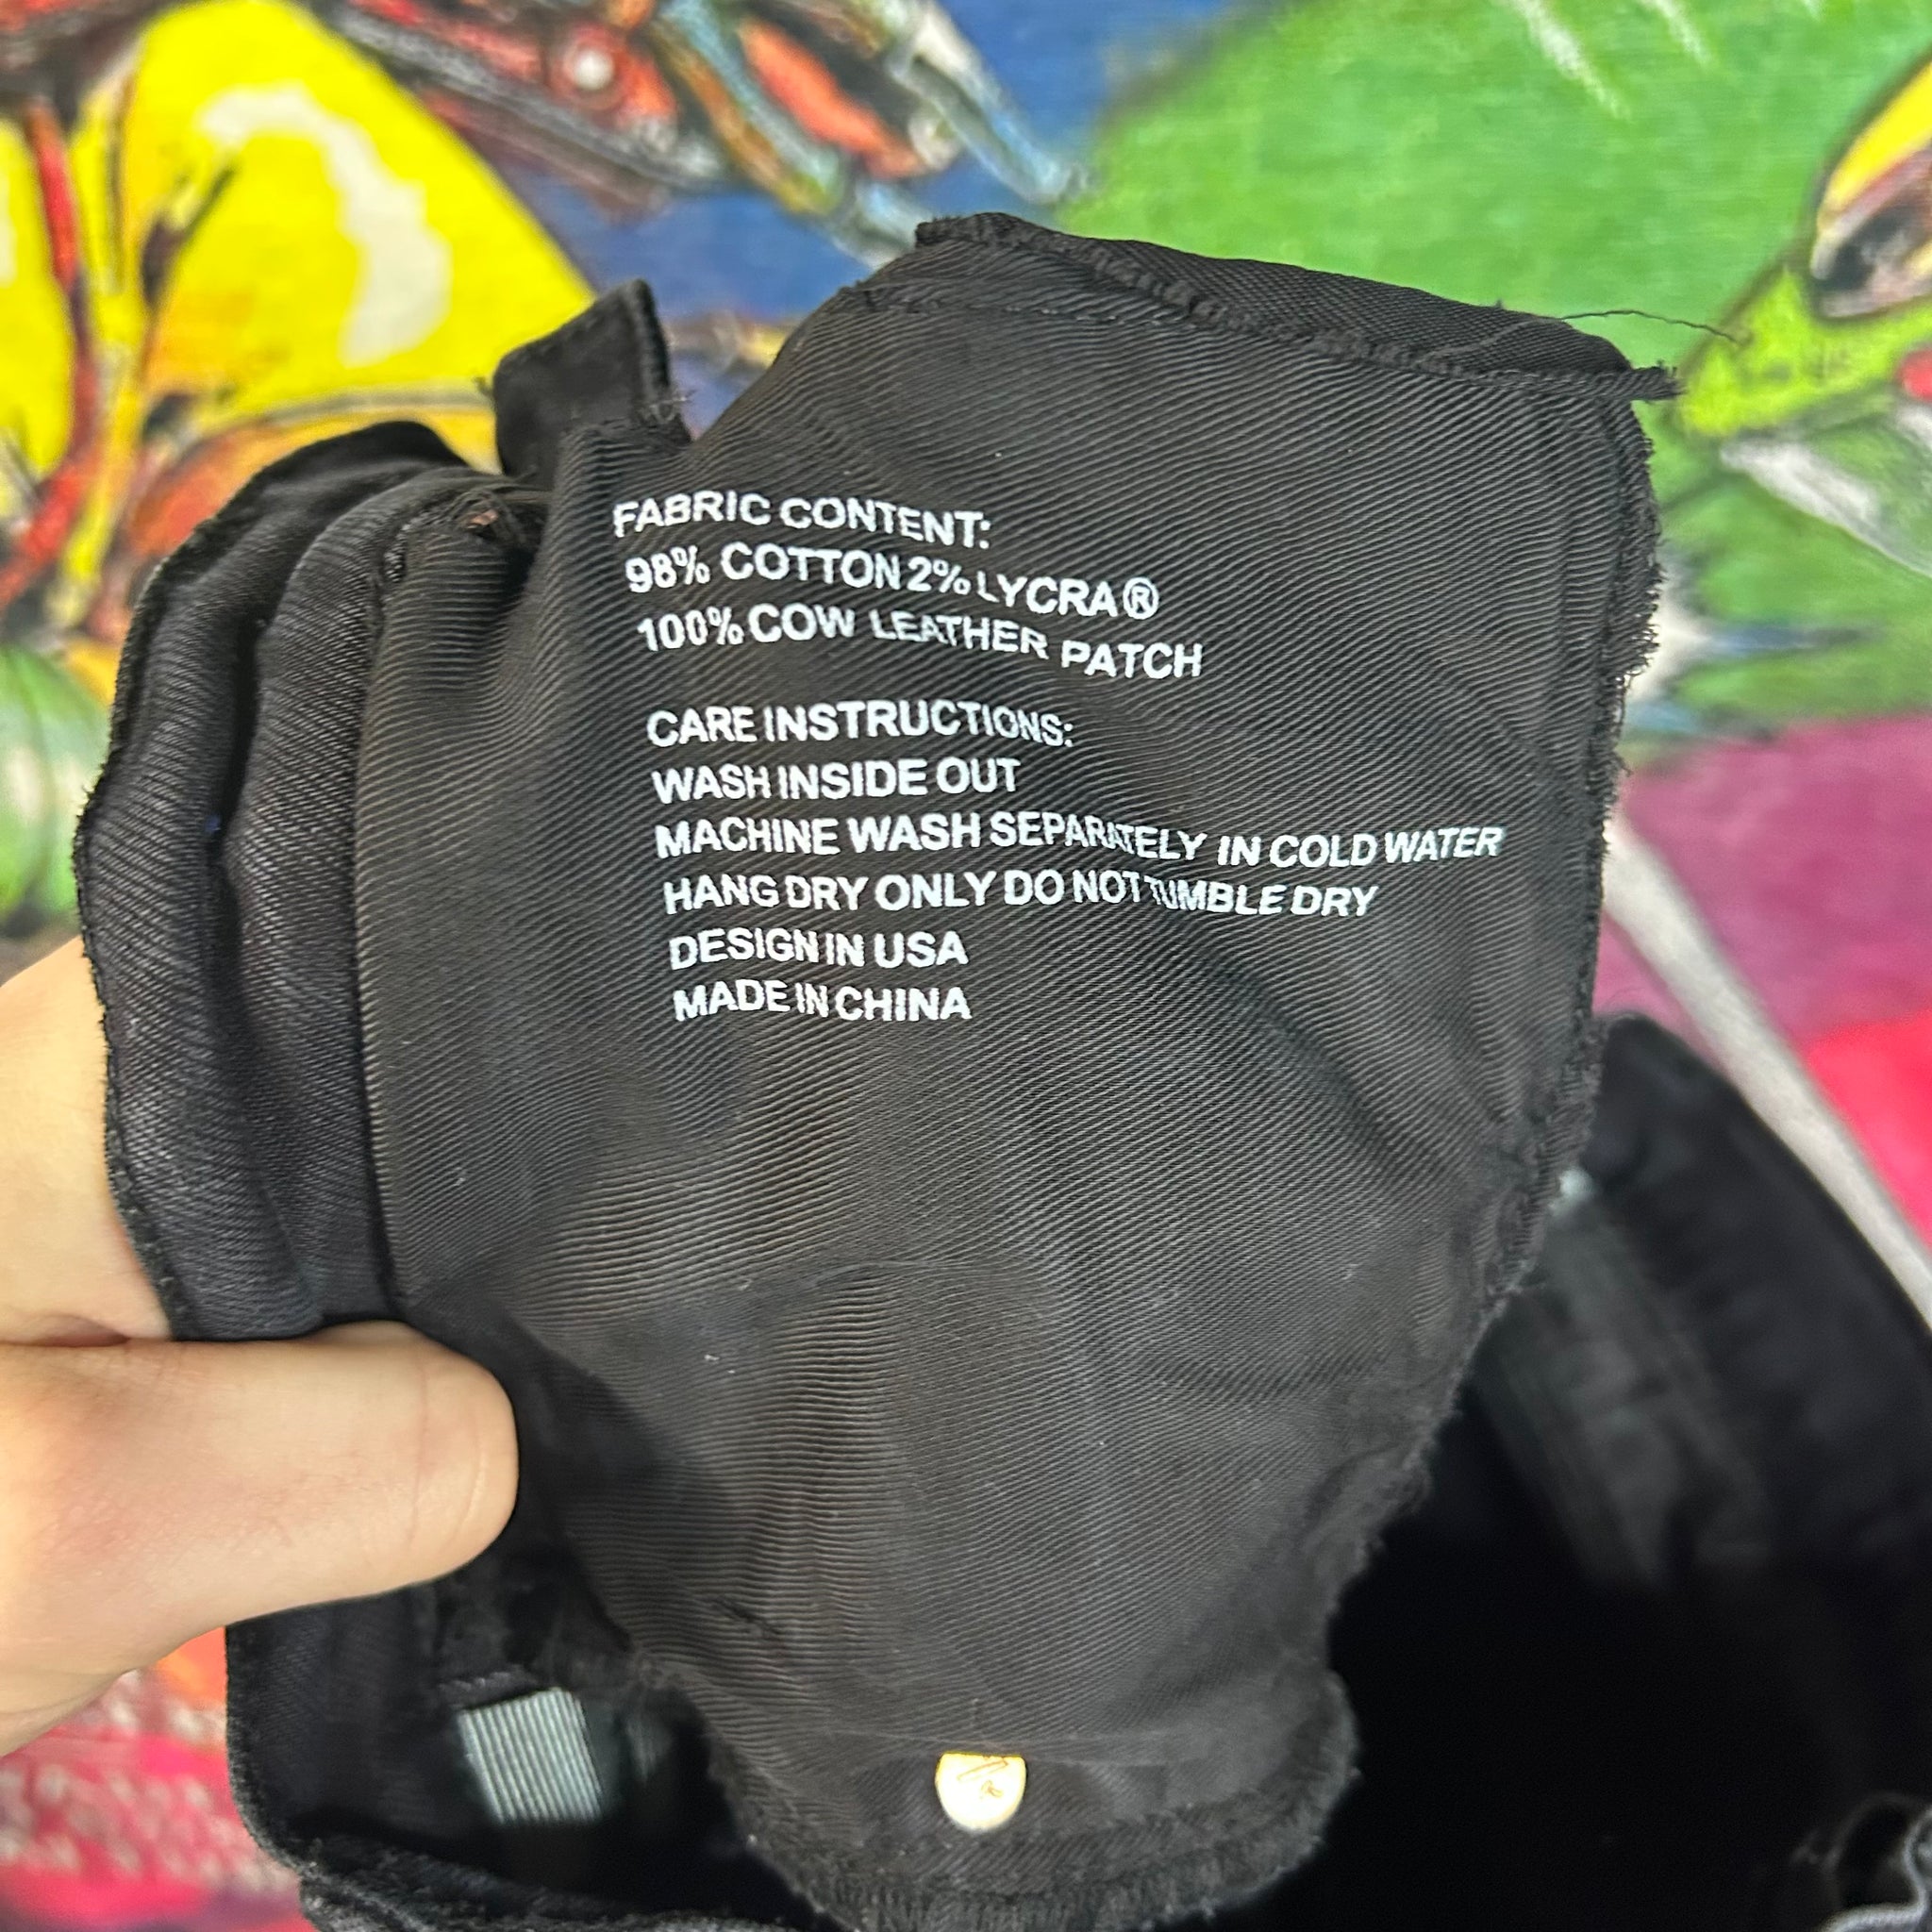 FABRIC CONTENT:
98% COTTON 2% LYCRA®
100% COW LEATHER PATCH
CARE INSTRUCTIONS:
WASH INSIDE OUT
MACHINE WASH SEPARATELY IN COLD WATER
HANG DRY ONLY DO NOT TUMBLE DRY
DESIGN IN USA
MADE IN CHINA